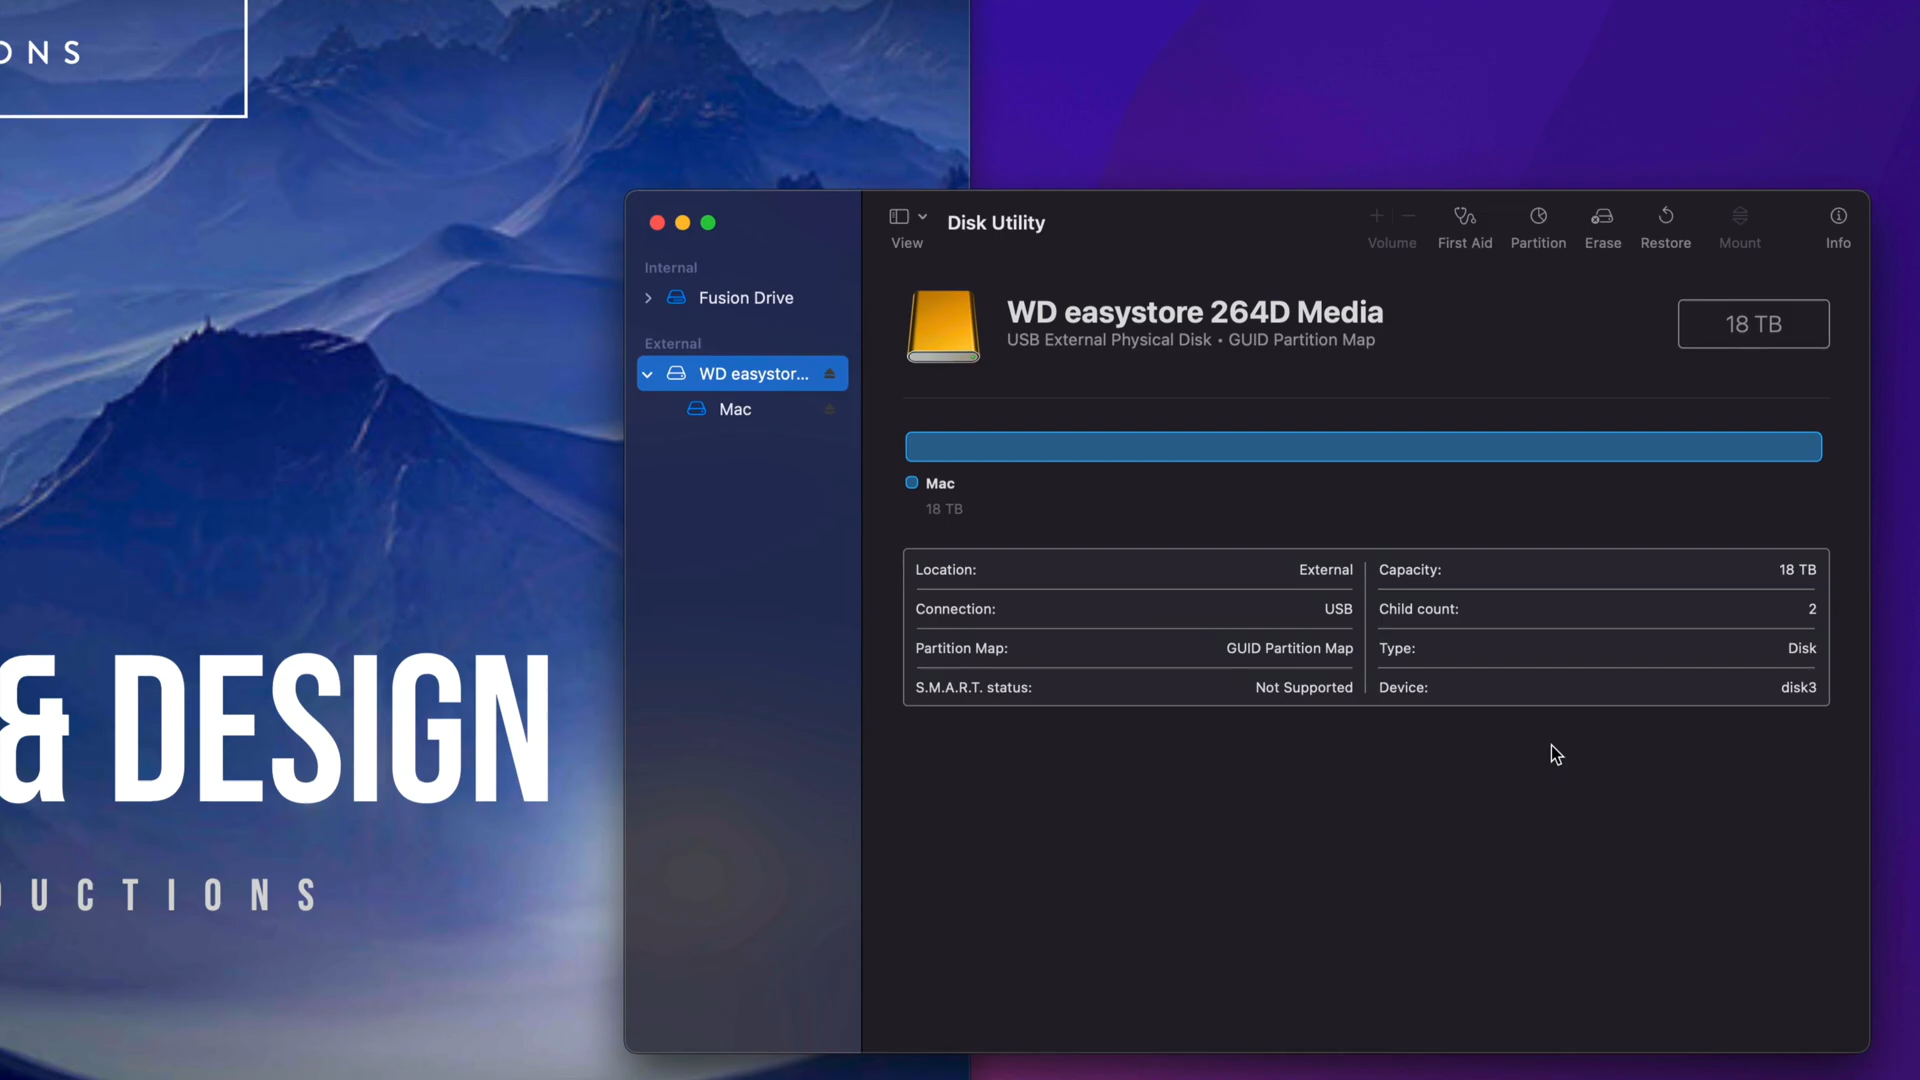 ONS
& DESIGN
UCTIONS
Disk Utility
View
Volume
First Aid
Partition
Erase
Restore
Mount
Info
Internal
Fusion Drive
External
WD easystor...
Mac
WD easystore 264D Media
USB External Physical Disk • GUID Partition Map
18 TB
Mac
18 TB
Location: External
Connection: USB
Partition Map: GUID Partition Map
S.M.A.R.T. status: Not Supported
Capacity: 18 TB
Child count: 2
Type: Disk
Device: disk3